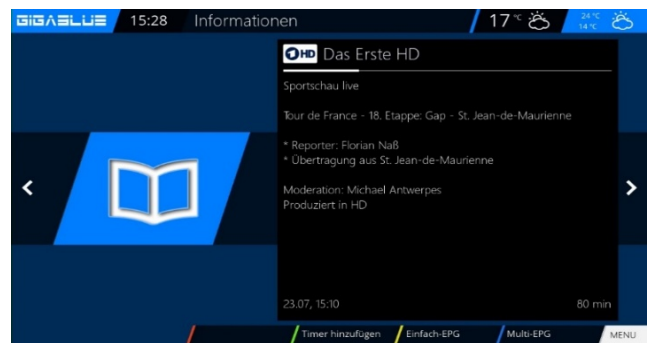 GIGABLUE 15:28 Informationen 17 °C 24 °C
14 °C
1 HD Das Erste HD
Sportschau live
Tour de France - 18. Etappe: Gap - St. Jean-de-Maurienne
* Reporter: Florian Naß
* Übertragung aus St. Jean-de-Maurienne
Moderation: Michael Antwerpes
Produziert in HD
23.07, 15:10 80 min
Timer hinzufügen Einfach-EPG Multi-EPG MENU